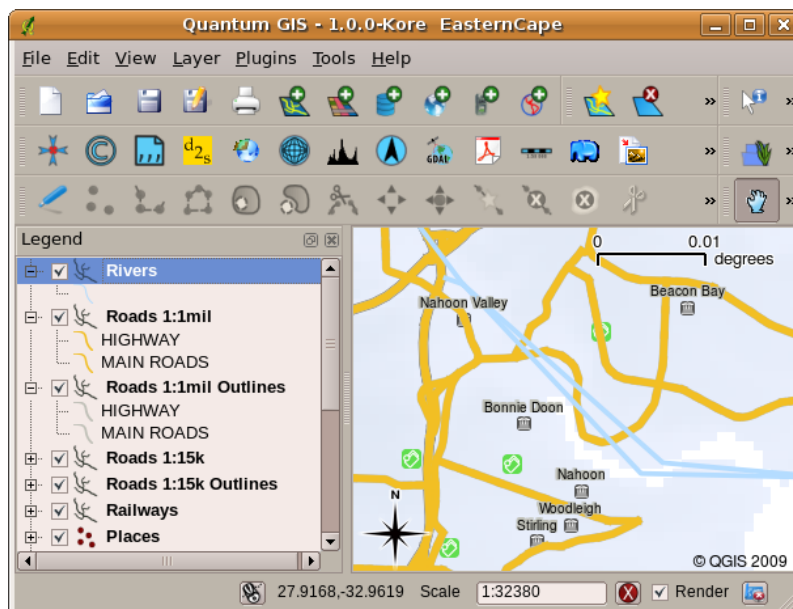 Quantum GIS - 1.0.0-Kore EasternCape
File Edit View Layer Plugins Tools Help
d2s
GDAL
Legend
Rivers
Roads 1:1mil
HIGHWAY
MAIN ROADS
Roads 1:1mil Outlines
HIGHWAY
MAIN ROADS
Roads 1:15k
Roads 1:15k Outlines
Railways
Places
0 0.01
degrees
Beacon Bay
Nahoon Valley
Bonnie Doon
Nahoon
Woodleigh
Stirling
N
© QGIS 2009
27.9168,-32.9619 Scale 1:32380 Render